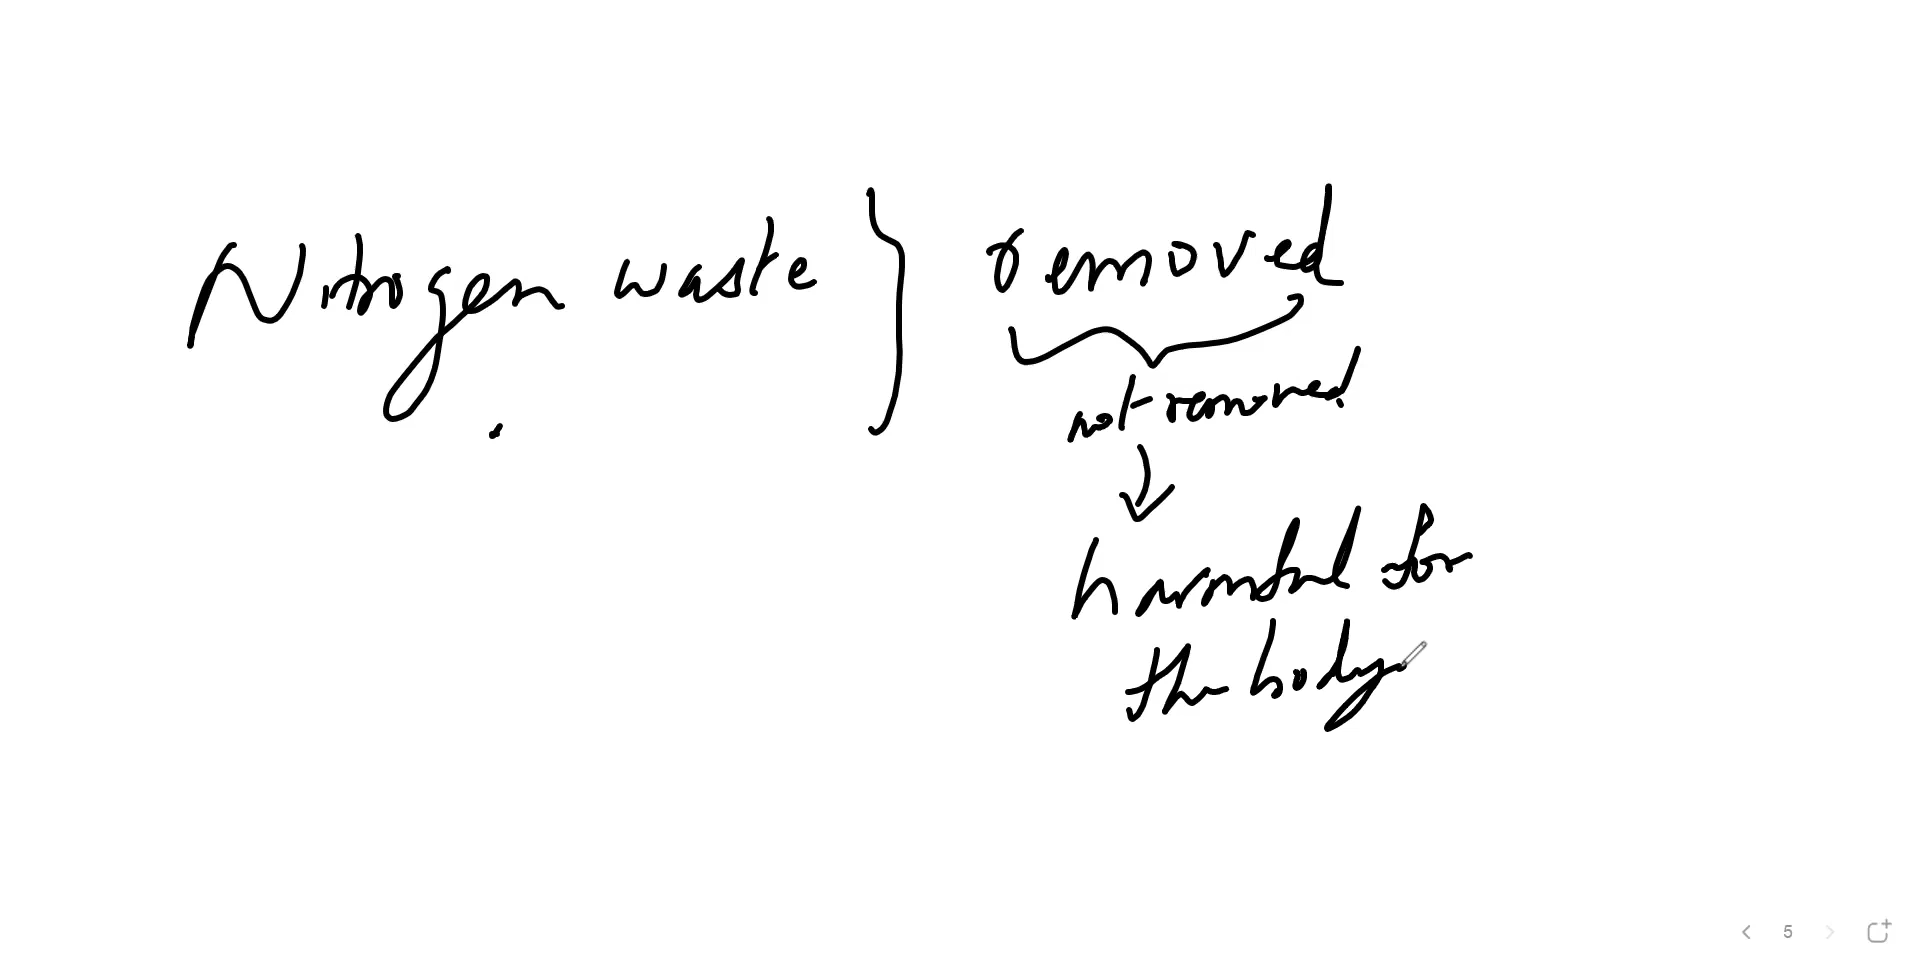 Nitrogen waste } removed
not removed
↓
harmful for
the body
5